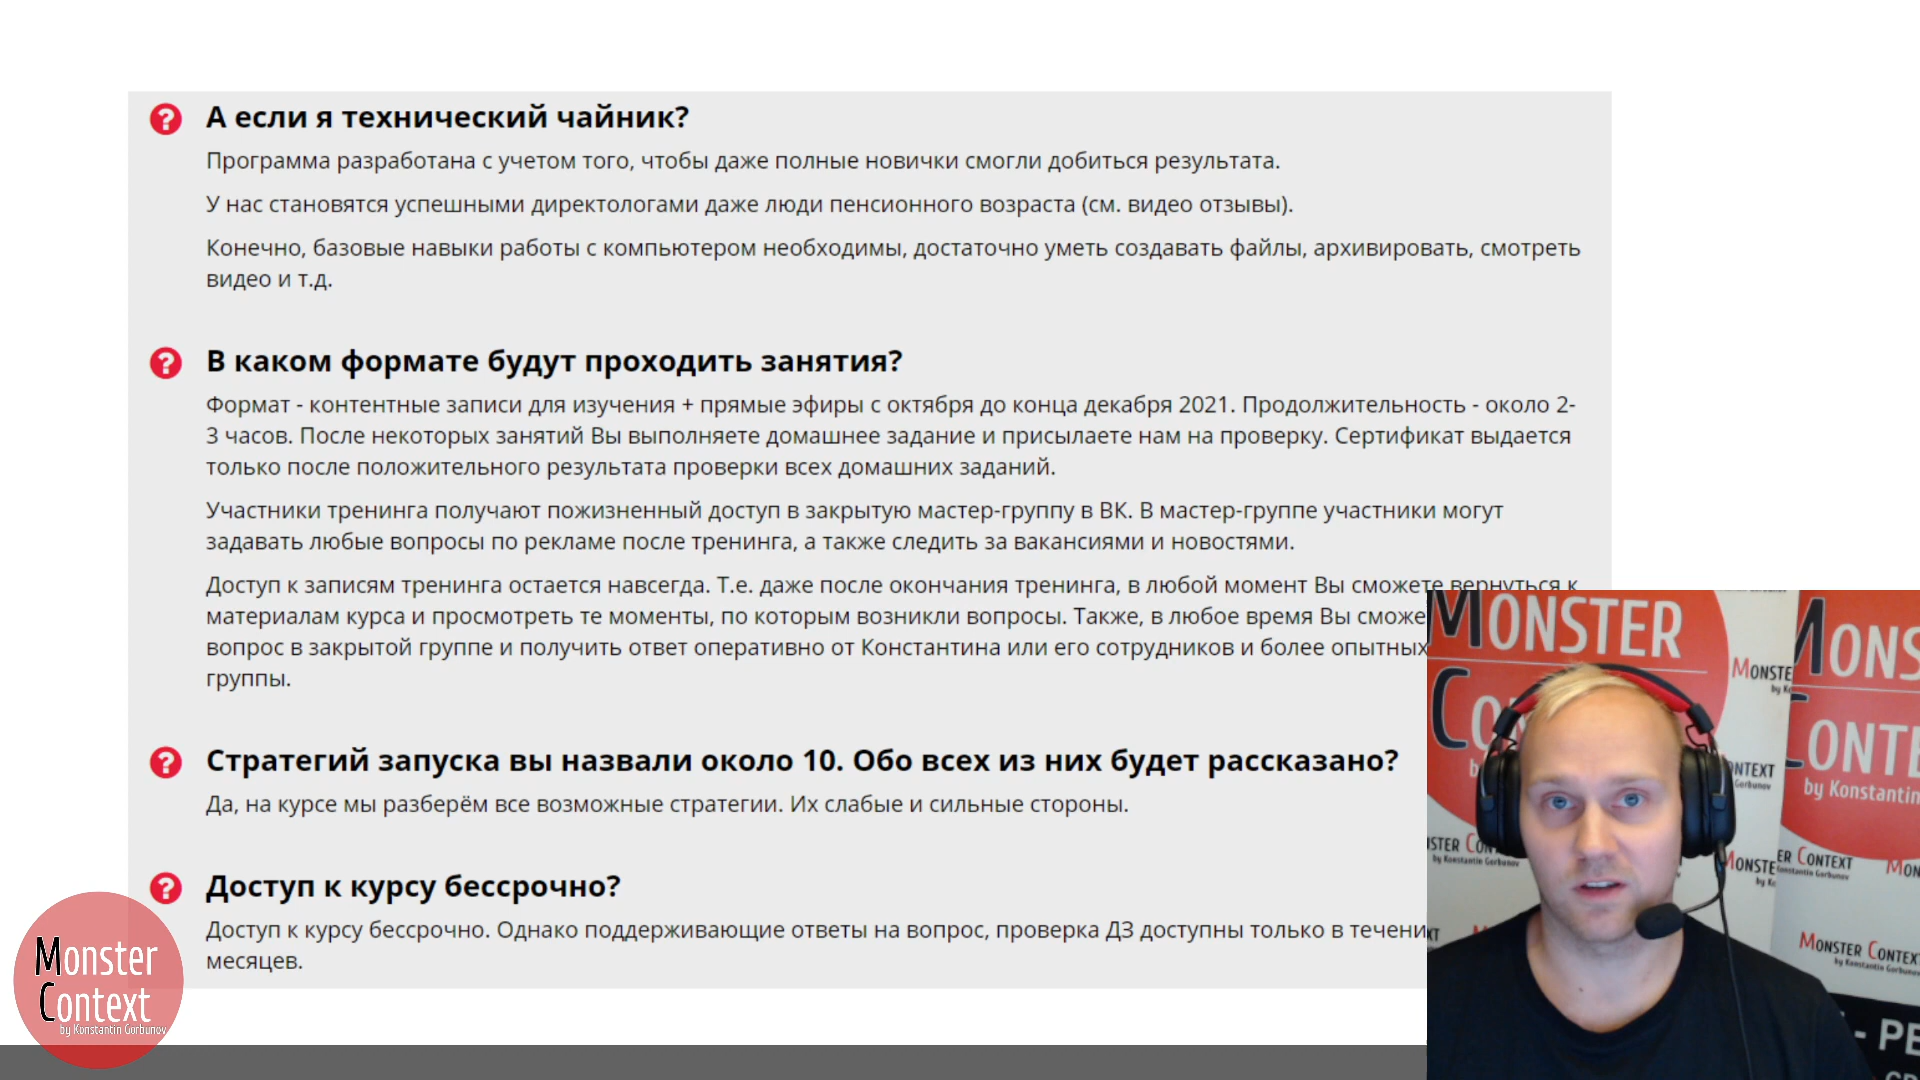 А если я технический чайник?
Программа разработана с учетом того, чтобы даже полные новички смогли добиться результата.
У нас становятся успешными директологами даже люди пенсионного возраста (см. видео отзывы).
Конечно, базовые навыки работы с компьютером необходимы, достаточно уметь создавать файлы, архивировать, смотреть
видео и т.д.
В каком формате будут проходить занятия?
Формат - контентные записи для изучения + прямые эфиры с октября до конца декабря 2021. Продолжительность - около 2-
3 часов. После некоторых занятий Вы выполняете домашнее задание и присылаете нам на проверку. Сертификат выдается
только после положительного результата проверки всех домашних заданий.
Участники тренинга получают пожизненный доступ в закрытую мастер-группу в ВК. В мастер-группе участники могут
задавать любые вопросы по рекламе после тренинга, а также следить за вакансиями и новостями.
Доступ к записям тренинга остается навсегда. Т.е. даже после окончания тренинга, в любой момент Вы сможете вернуться к
материалам курса и просмотреть те моменты, по которым возникли вопросы. Также, в любое время Вы сможе
вопрос в закрытой группе и получить ответ оперативно от Константина или его сотрудников и более опытных
группы.
Стратегий запуска вы назвали около 10. Обо всех из них будет рассказано?
Да, на курсе мы разберём все возможные стратегии. Их слабые и сильные стороны.
Доступ к курсу бессрочно?
Доступ к курсу бессрочно. Однако поддерживающие ответы на вопрос, проверка ДЗ доступны только в течени
месяцев.
Monster
Context
by Konstantin Gorbunov
MONSTER
by Konstantin
MONSTER CONTEXT
by Konstantin Gorbunov